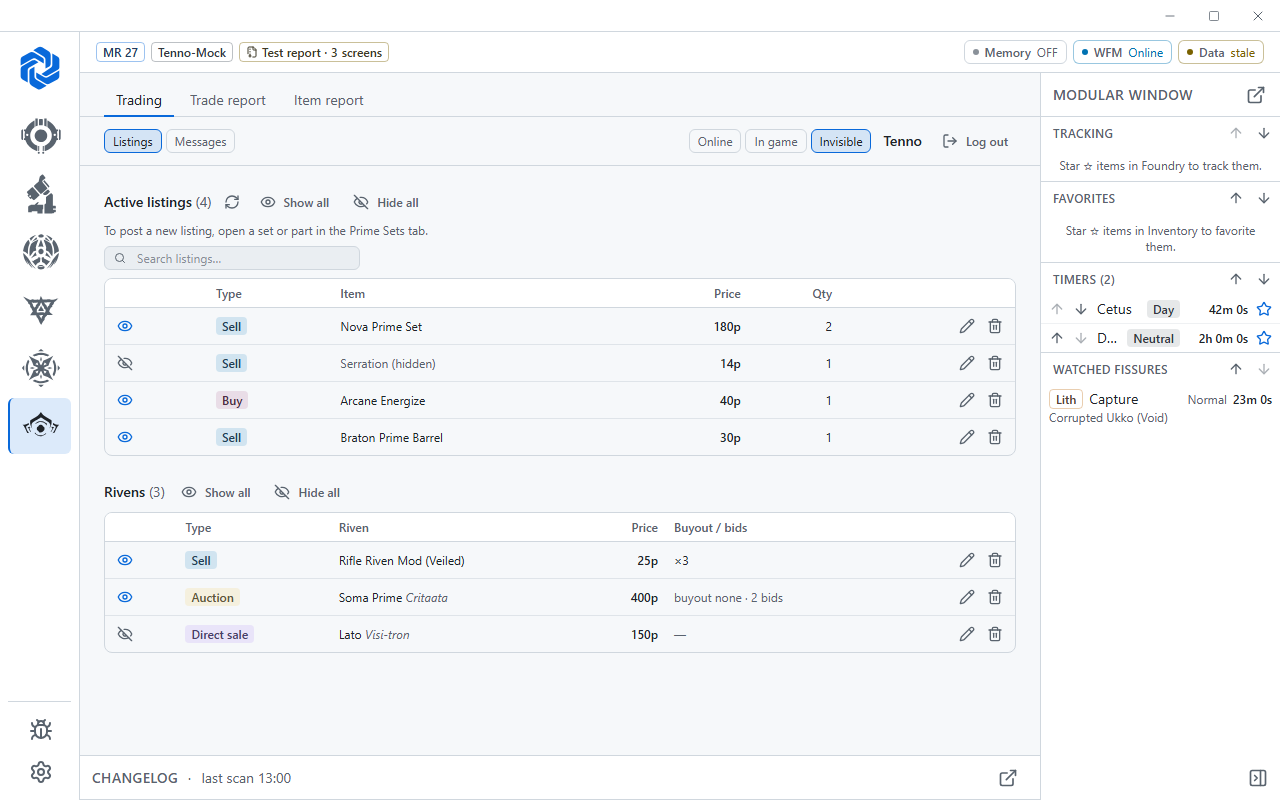 MR 27 Tenno-Mock Test report · 3 screens Memory OFF WFM Online Data stale
Trading Trade report Item report
Listings Messages Online In game Invisible Tenno Log out
Active listings (4) Show all Hide all
To post a new listing, open a set or part in the Prime Sets tab.
Search listings...
Type Item Price Qty
Sell Nova Prime Set 180p 2
Sell Serration (hidden) 14p 1
Buy Arcane Energize 40p 1
Sell Braton Prime Barrel 30p 1
Rivens (3) Show all Hide all
Type Riven Price Buyout / bids
Sell Rifle Riven Mod (Veiled) 25p ×3
Auction Soma Prime Critaata 400p buyout none · 2 bids
Direct sale Lato Visi-tron 150p —
CHANGELOG · last scan 13:00
MODULAR WINDOW
TRACKING
Star ☆ items in Foundry to track them.
FAVORITES
Star ☆ items in Inventory to favorite
them.
TIMERS (2)
Cetus Day 42m 0s
D... Neutral 2h 0m 0s
WATCHED FISSURES
Lith Capture Normal 23m 0s
Corrupted Ukko (Void)